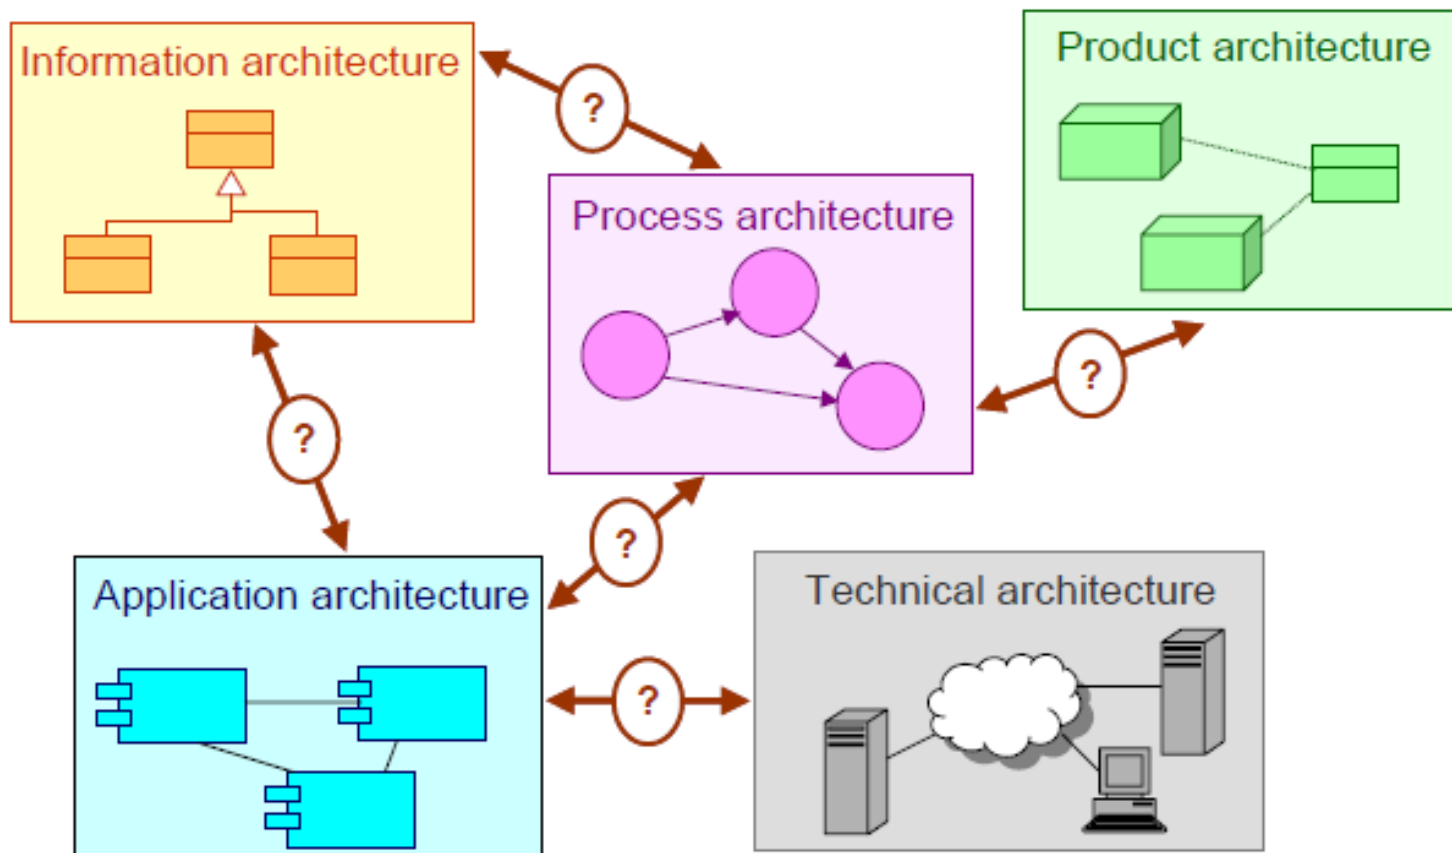 Information architecture
Product architecture
?
Process architecture
?
?
?
Application architecture
Technical architecture
?